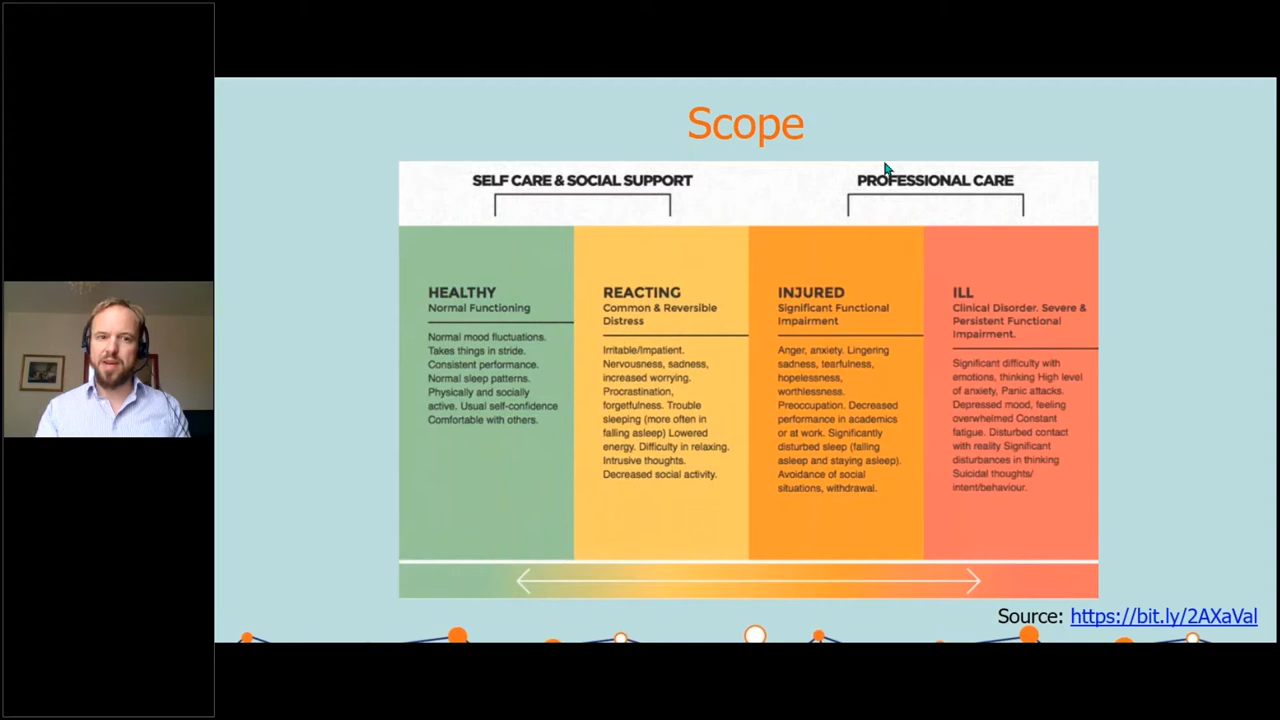 Scope
SELF CARE & SOCIAL SUPPORT
PROFESSIONAL CARE
HEALTHY
Normal Functioning
Normal mood fluctuations.
Takes things in stride.
Consistent performance.
Normal sleep patterns.
Physically and socially
active. Usual self-confidence
Comfortable with others.
REACTING
Common & Reversible
Distress
Irritable/Impatient.
Nervousness, sadness,
increased worrying.
Procrastination,
forgetfulness. Trouble
sleeping (more often in
falling asleep) Lowered
energy. Difficulty in relaxing.
Intrusive thoughts.
Decreased social activity.
INJURED
Significant Functional
Impairment
Anger, anxiety. Lingering
sadness, tearfulness,
hopelessness,
worthlessness.
Preoccupation. Decreased
performance in academics
or at work. Significantly
disturbed sleep (falling
asleep and staying asleep).
Avoidance of social
situations, withdrawal.
ILL
Clinical Disorder. Severe &
Persistent Functional
Impairment.
Significant difficulty with
emotions, thinking High level
of anxiety, Panic attacks.
Depressed mood, feeling
overwhelmed Constant
fatigue. Disturbed contact
with reality Significant
disturbances in thinking
Suicidal thoughts/
intent/behaviour.
Source: https://bit.ly/2AXaVal